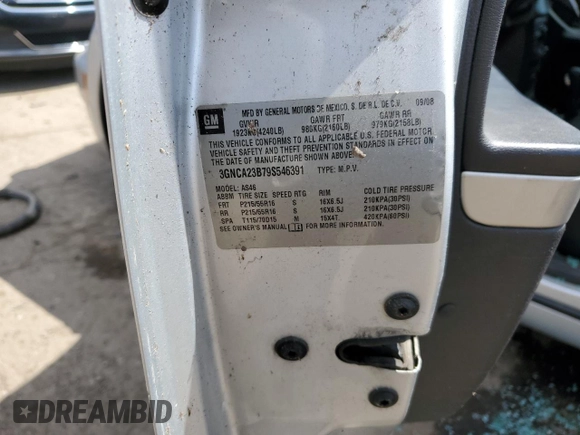 GM
MFD BY GENERAL MOTORS DE MEXICO, S. DE R.L. DE C.V. 09/08
GVWR GAWR FRT GAWR RR
1923KG(4240LB) 980KG(2160LB) 979KG(2158LB)
THIS VEHICLE CONFORMS TO ALL APPLICABLE U.S. FEDERAL MOTOR
VEHICLE SAFETY AND THEFT PREVENTION STANDARDS IN EFFECT ON
THE DATE OF MANUFACTURE SHOWN ABOVE.
3GNCA23B79S546391 TYPE: M.P.V.
MODEL: AS46
ABBM TIRE SIZE SPEED RTG RIM COLD TIRE PRESSURE
FRT P215/55R16 S 16X6.5J 210KPA(30PSI)
RR P215/55R16 S 16X6.5J 210KPA(30PSI)
SPA T115/70D15 M 15X4T 420KPA(60PSI)
SEE OWNER'S MANUAL FOR MORE INFORMATION.
DREAMBID